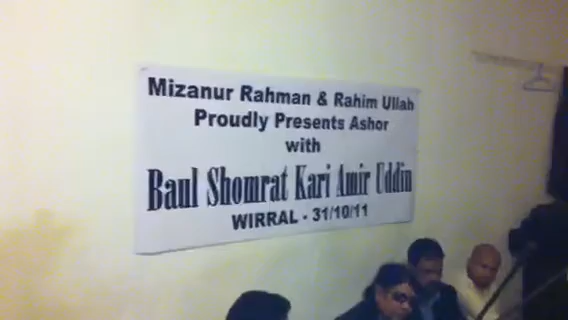 Mizanur Rahman & Rahim Ullah
Proudly Presents Ashor
with
Baul Shomrat Kari Amir Uddin
WIRRAL - 31/10/11